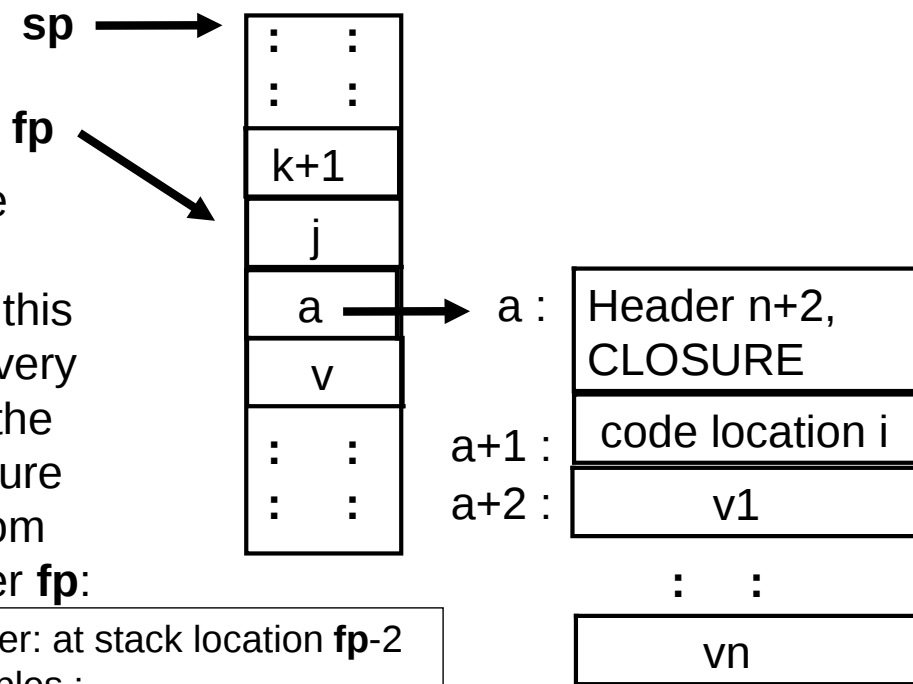 sp
: :
: :
fp
k+1
e
j
this
a
a :
Header n+2,
CLOSURE
very
v
the
code location i
ure
: :
a+1 :
: :
a+2 :
v1
om
er fp:
: :
er: at stack location fp-2
vn